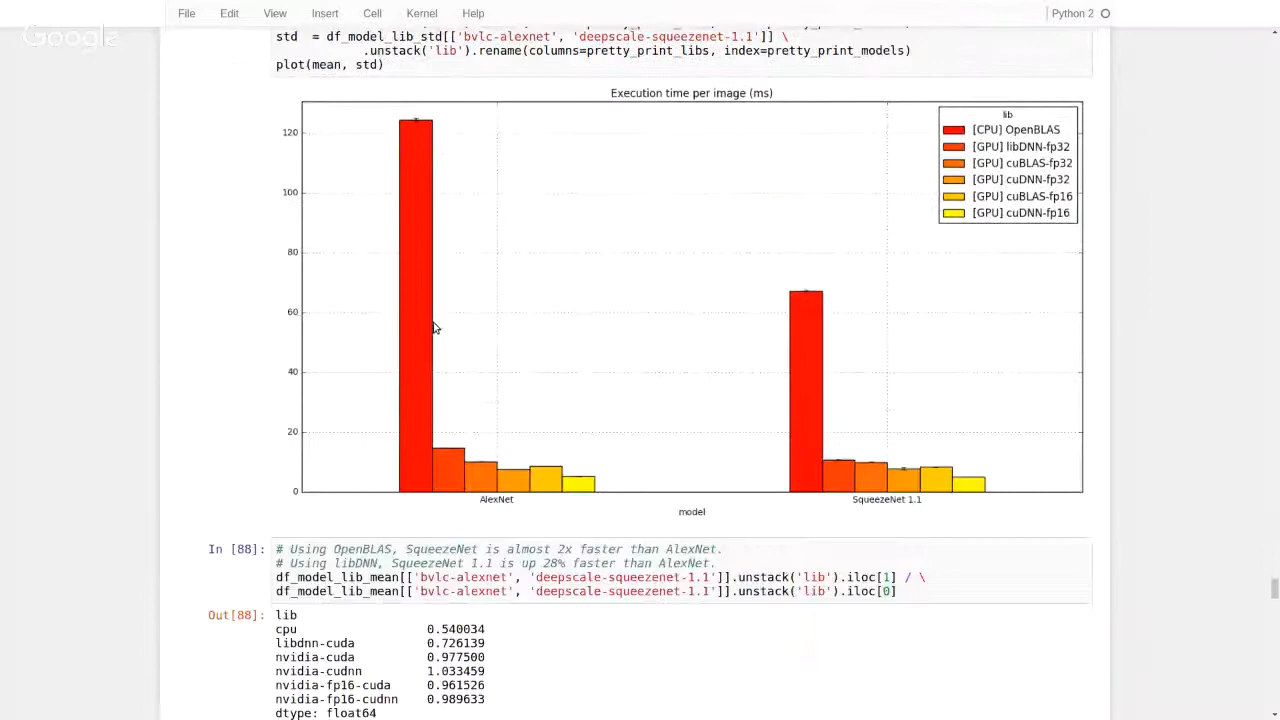 File Edit View Insert Cell Kernel Help Python 2
Google
std = df_model_lib_std[['bvlc-alexnet', 'deepscale-squeezenet-1.1']] \
.unstack('lib').rename(columns=pretty_print_libs, index=pretty_print_models)
plot(mean, std)
Execution time per image (ms)
lib
[CPU] OpenBLAS
[GPU] libDNN-fp32
[GPU] cuBLAS-fp32
[GPU] cuDNN-fp32
[GPU] cuBLAS-fp16
[GPU] cuDNN-fp16
120
100
80
60
40
20
0
AlexNet SqueezeNet 1.1
model
In [88]: # Using OpenBLAS, SqueezeNet is almost 2x faster than AlexNet.
# Using libDNN, SqueezeNet 1.1 is up 28% faster than AlexNet.
df_model_lib_mean[['bvlc-alexnet', 'deepscale-squeezenet-1.1']].unstack('lib').iloc[1] / \
df_model_lib_mean[['bvlc-alexnet', 'deepscale-squeezenet-1.1']].unstack('lib').iloc[0]
Out[88]: lib
cpu 0.540034
libdnn-cuda 0.726139
nvidia-cuda 0.977500
nvidia-cudnn 1.033459
nvidia-fp16-cuda 0.961526
nvidia-fp16-cudnn 0.989633
dtype: float64